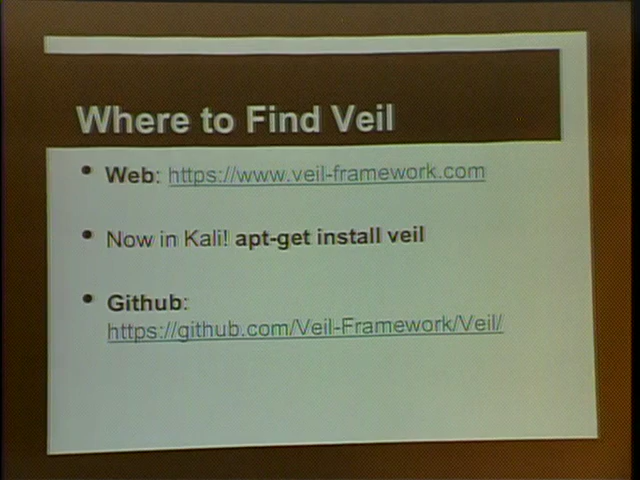 Where to Find Veil
• Web: https://www.veil-framework.com
• Now in Kali! apt-get install veil
• Github:
https://github.com/Veil-Framework/Veil/